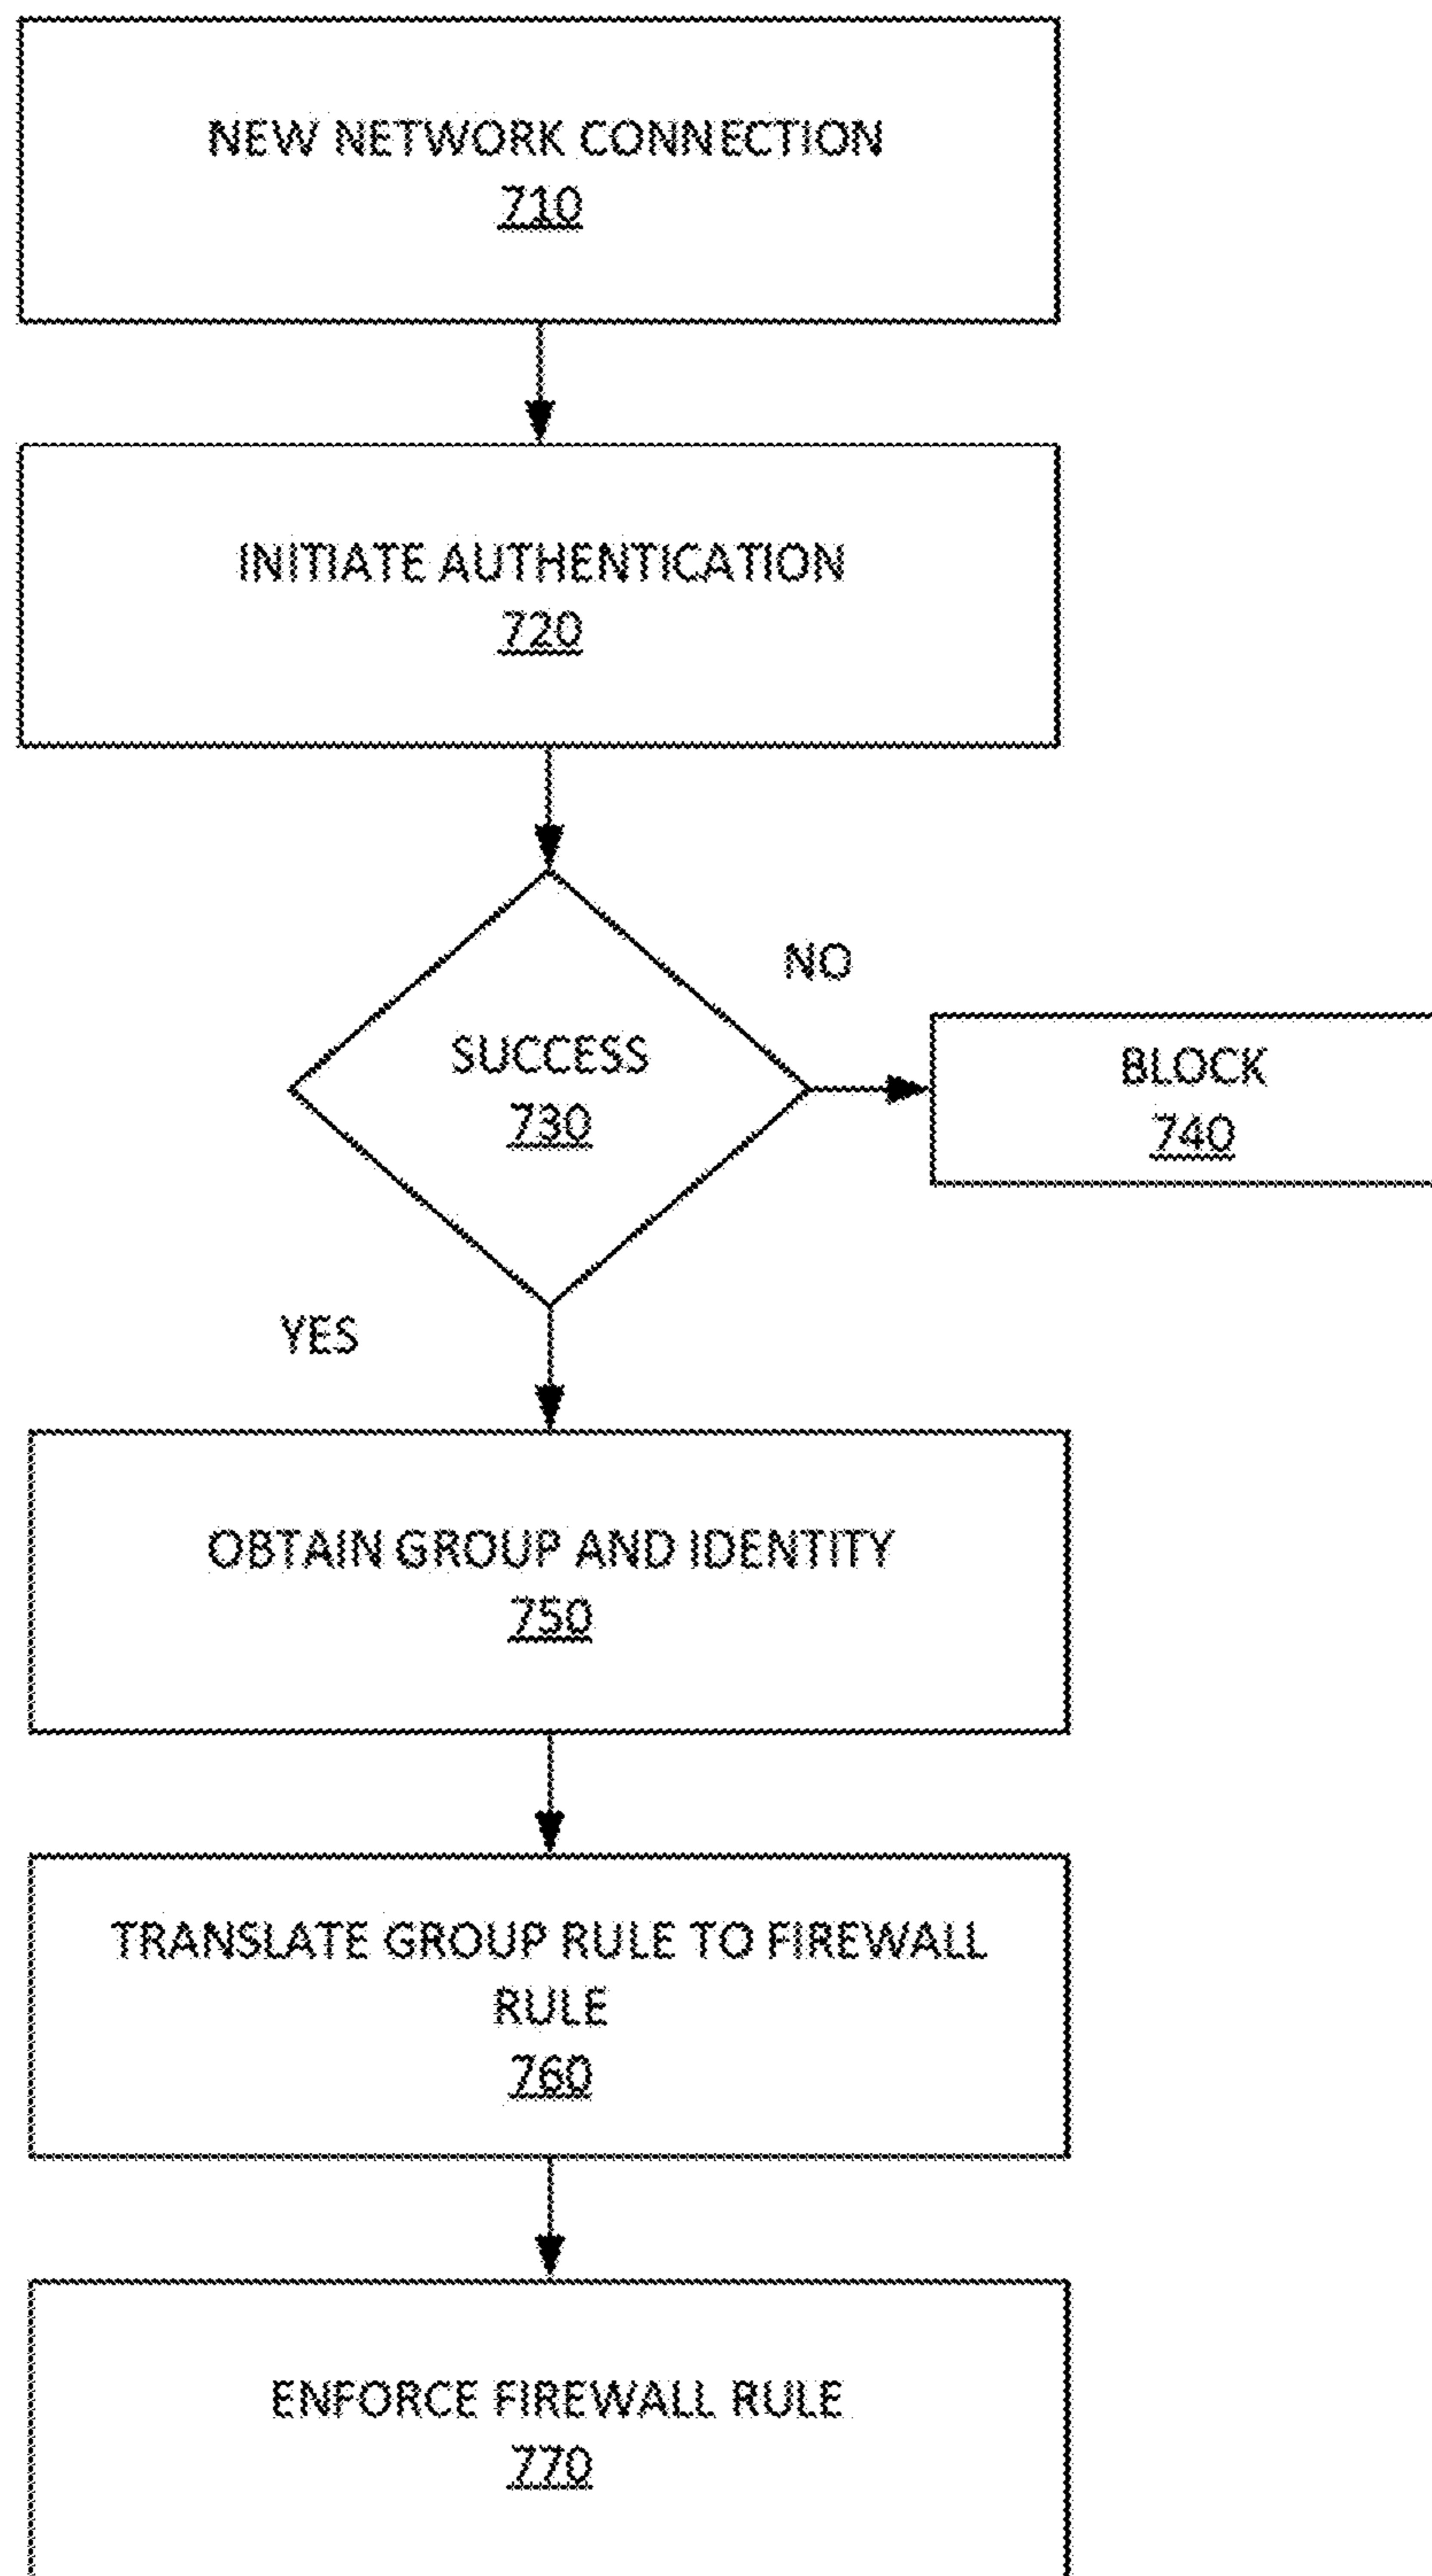 NEW NETWORK CONNECTION
710
INITIATE AUTHENTICATION
720
NO
SUCCESS
730
BLOCK
740
YES
OBTAIN GROUP AND IDENTITY
750
TRANSLATE GROUP RULE TO FIREWALL
RULE
760
ENFORCE FIREWALL RULE
770